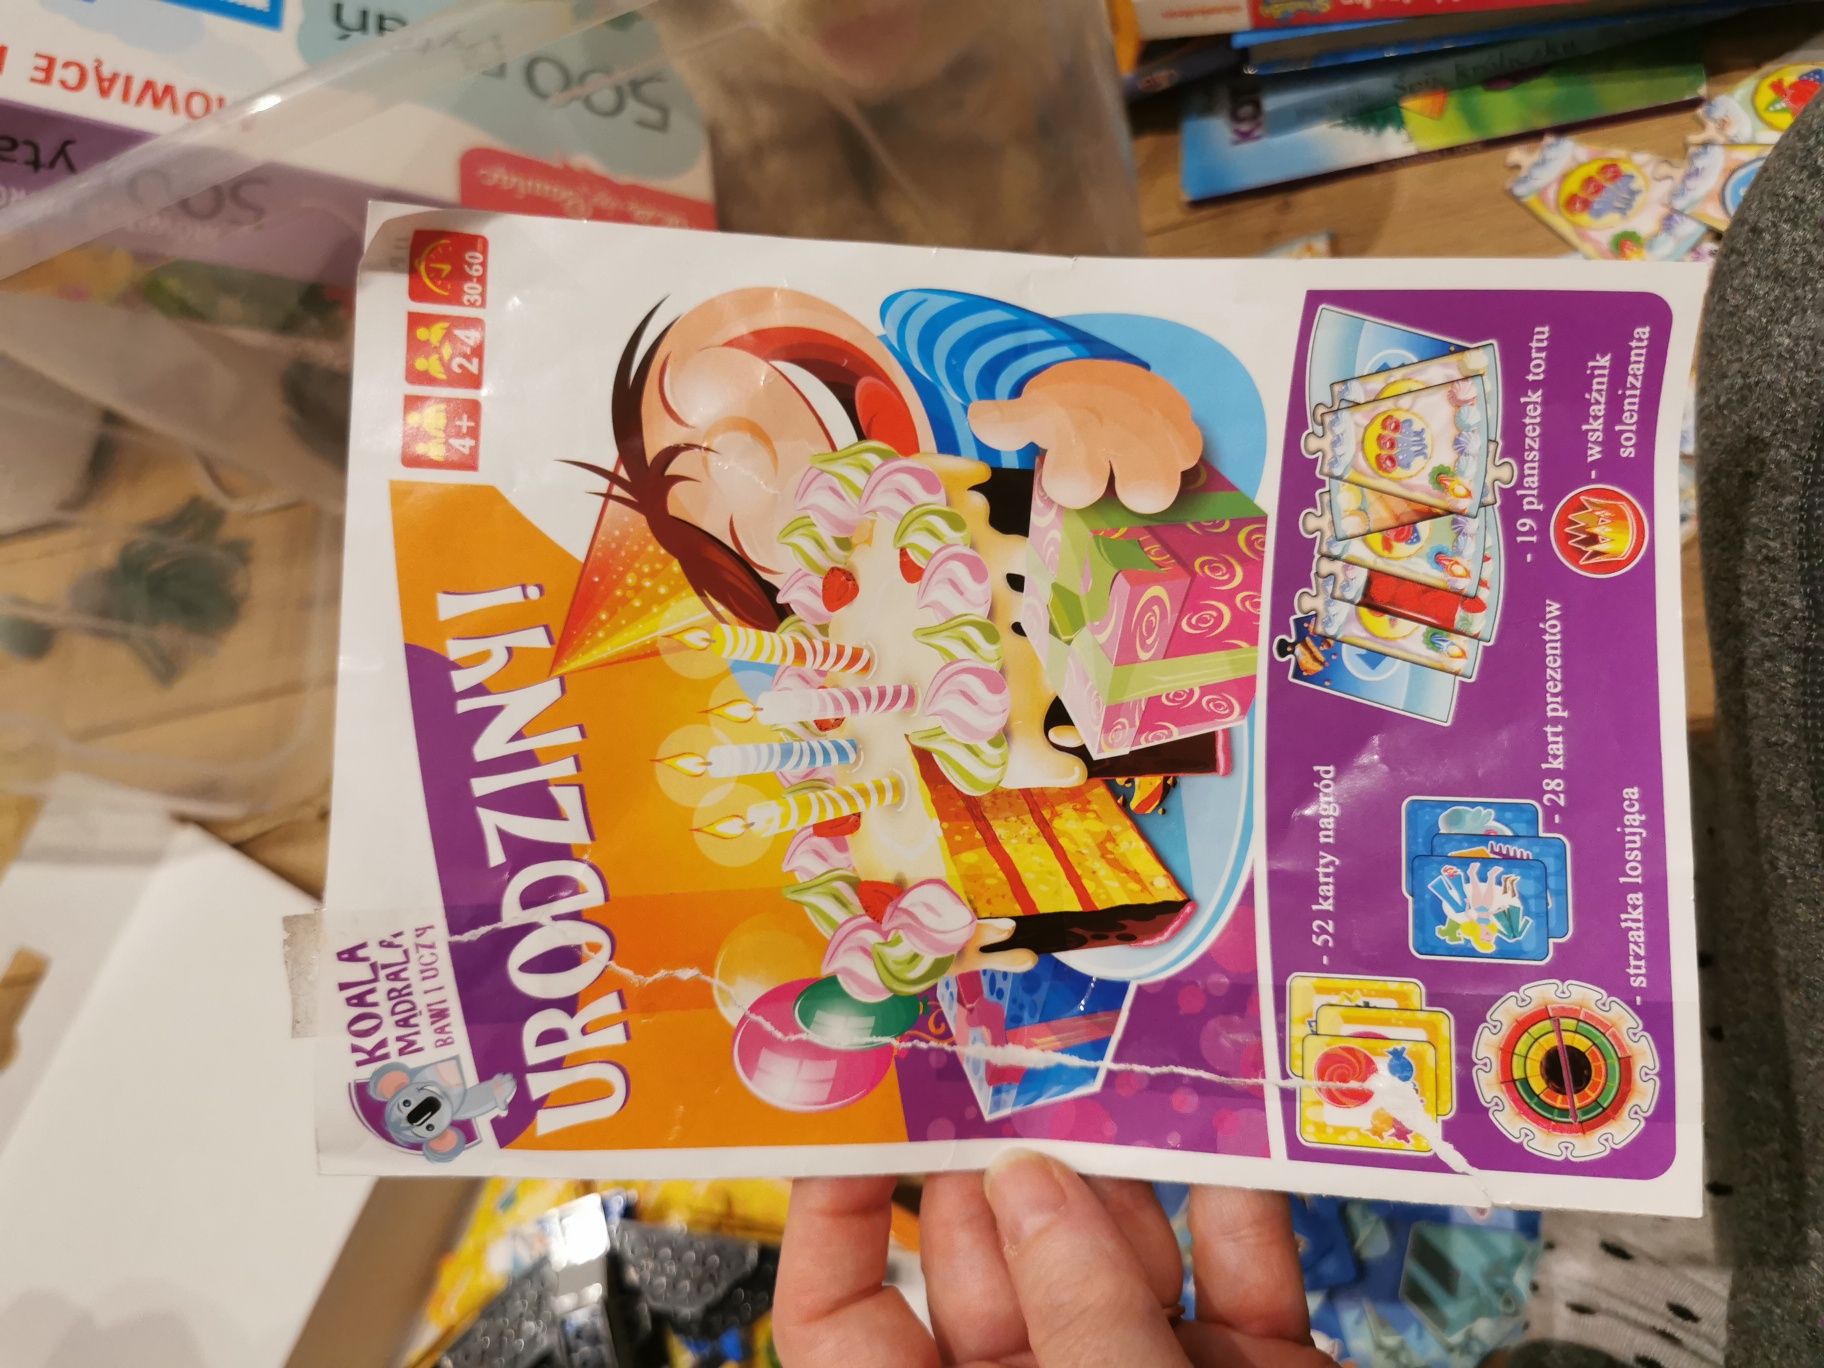 KOALA
MĄDRALA
BAWI I UCZY
4+
2-4
30-60
URODZINY!
- 52 karty nagród
- 19 planszetek tortu
- 28 kart prezentów
- wskaźnik
solenizanta
- strzałka losująca
500
500